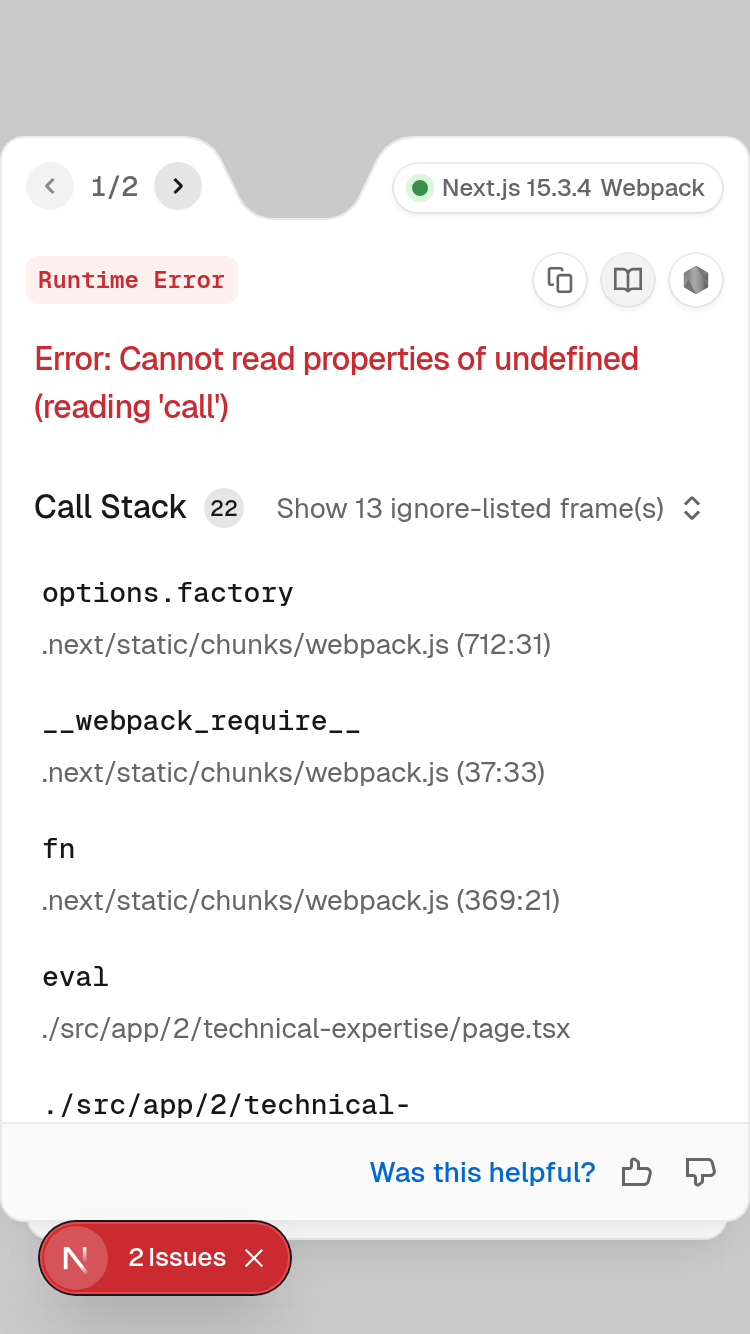 1/2
Next.js 15.3.4 Webpack
Runtime Error
Error: Cannot read properties of undefined
(reading 'call')
Call Stack 22 Show 13 ignore-listed frame(s)
options.factory
.next/static/chunks/webpack.js (712:31)
__webpack_require__
.next/static/chunks/webpack.js (37:33)
fn
.next/static/chunks/webpack.js (369:21)
eval
./src/app/2/technical-expertise/page.tsx
./src/app/2/technical-
Was this helpful?
N 2 Issues